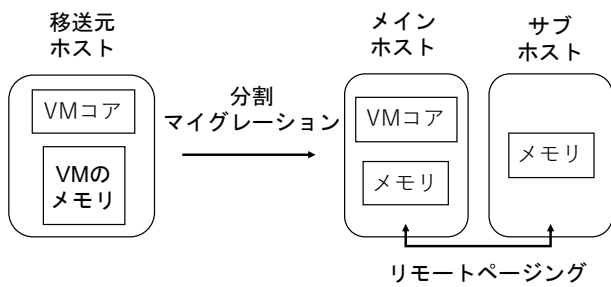 移送元
ホスト
メイン
ホスト
サブ
ホスト
VMコア
VMの
メモリ
分割
マイグレーション
VMコア
メモリ
メモリ
リモートページング